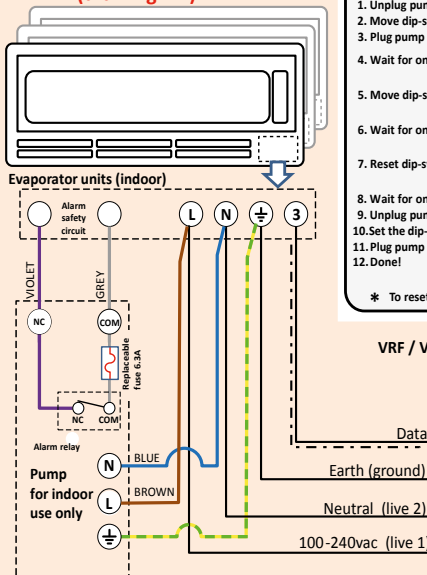 1. Unplug pum
2. Move dip-s
3. Plug pump
4. Wait for on
5. Move dip-s
6. Wait for on
7. Reset dip-s
8. Wait for on
9. Unplug pum
10.Set the dip-
11. Plug pump
12. Done!
* To reset
Evaporator units (indoor)
Alarm
safety
circuit
L
N
3
VIOLET
GREY
NC
COM
Replaceable
fuse 6.3A
NC
COM
Alarm relay
VRF / V
Pump
for indoor
use only
N
BLUE
L
BROWN
Data
Earth (ground)
Neutral (live 2)
100-240vac (live 1)